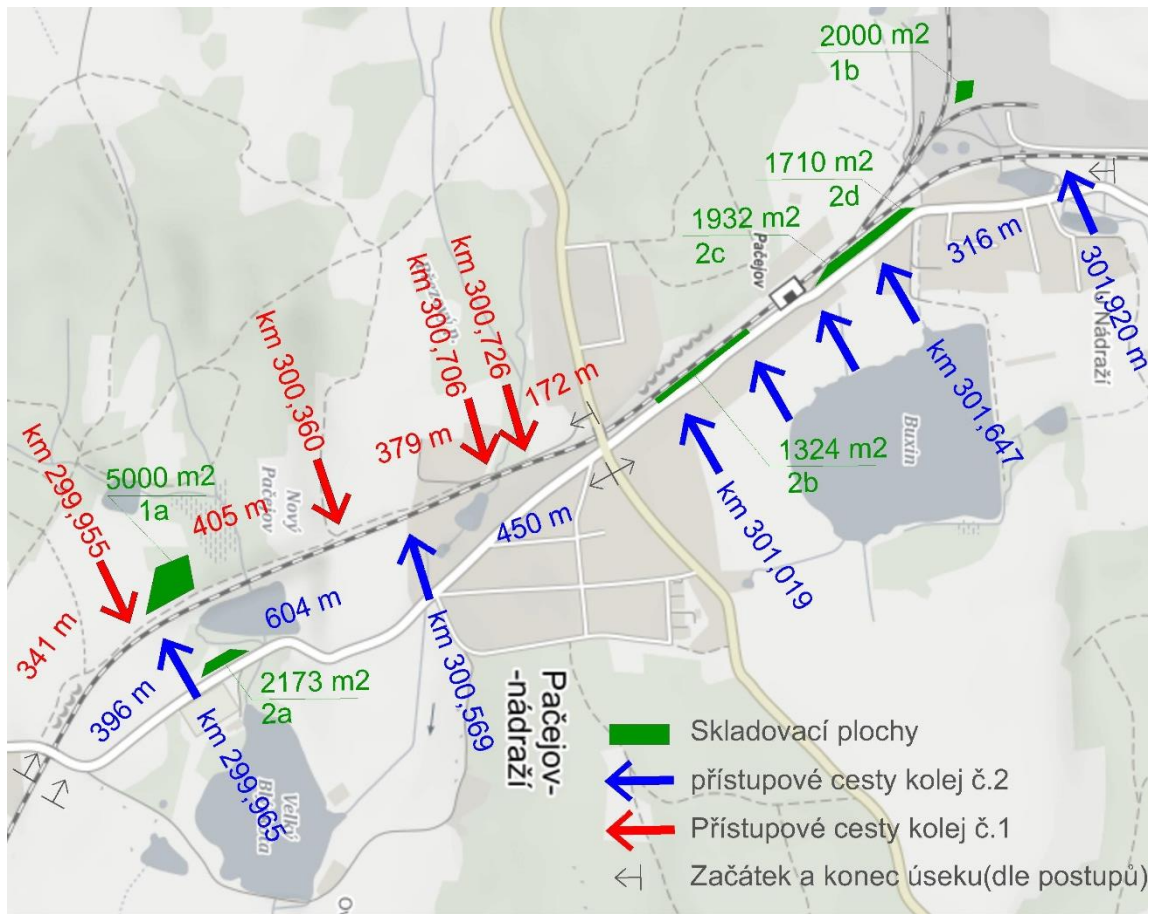 2000 m2
1b
1710 m2
2d
1932 m2
2c
Pačejov
316 m
301,920 m
U Nádraží
km 300,726
km 300,706
172 m
379 m
km 300,360
km 299,955
5000 m2
1a
405 m
Nový
Pačejov
341 m
604 m
450 m
396 m
2173 m2
2a
km 299,965
Velký
km 300,569
Pačejov-
-nádraží
1324 m2
2b
km 301,019
km 301,647
Buxín
Skladovací plochy
přístupové cesty kolej č.2
Přístupové cesty kolej č.1
Začátek a konec úseku(dle postupů)